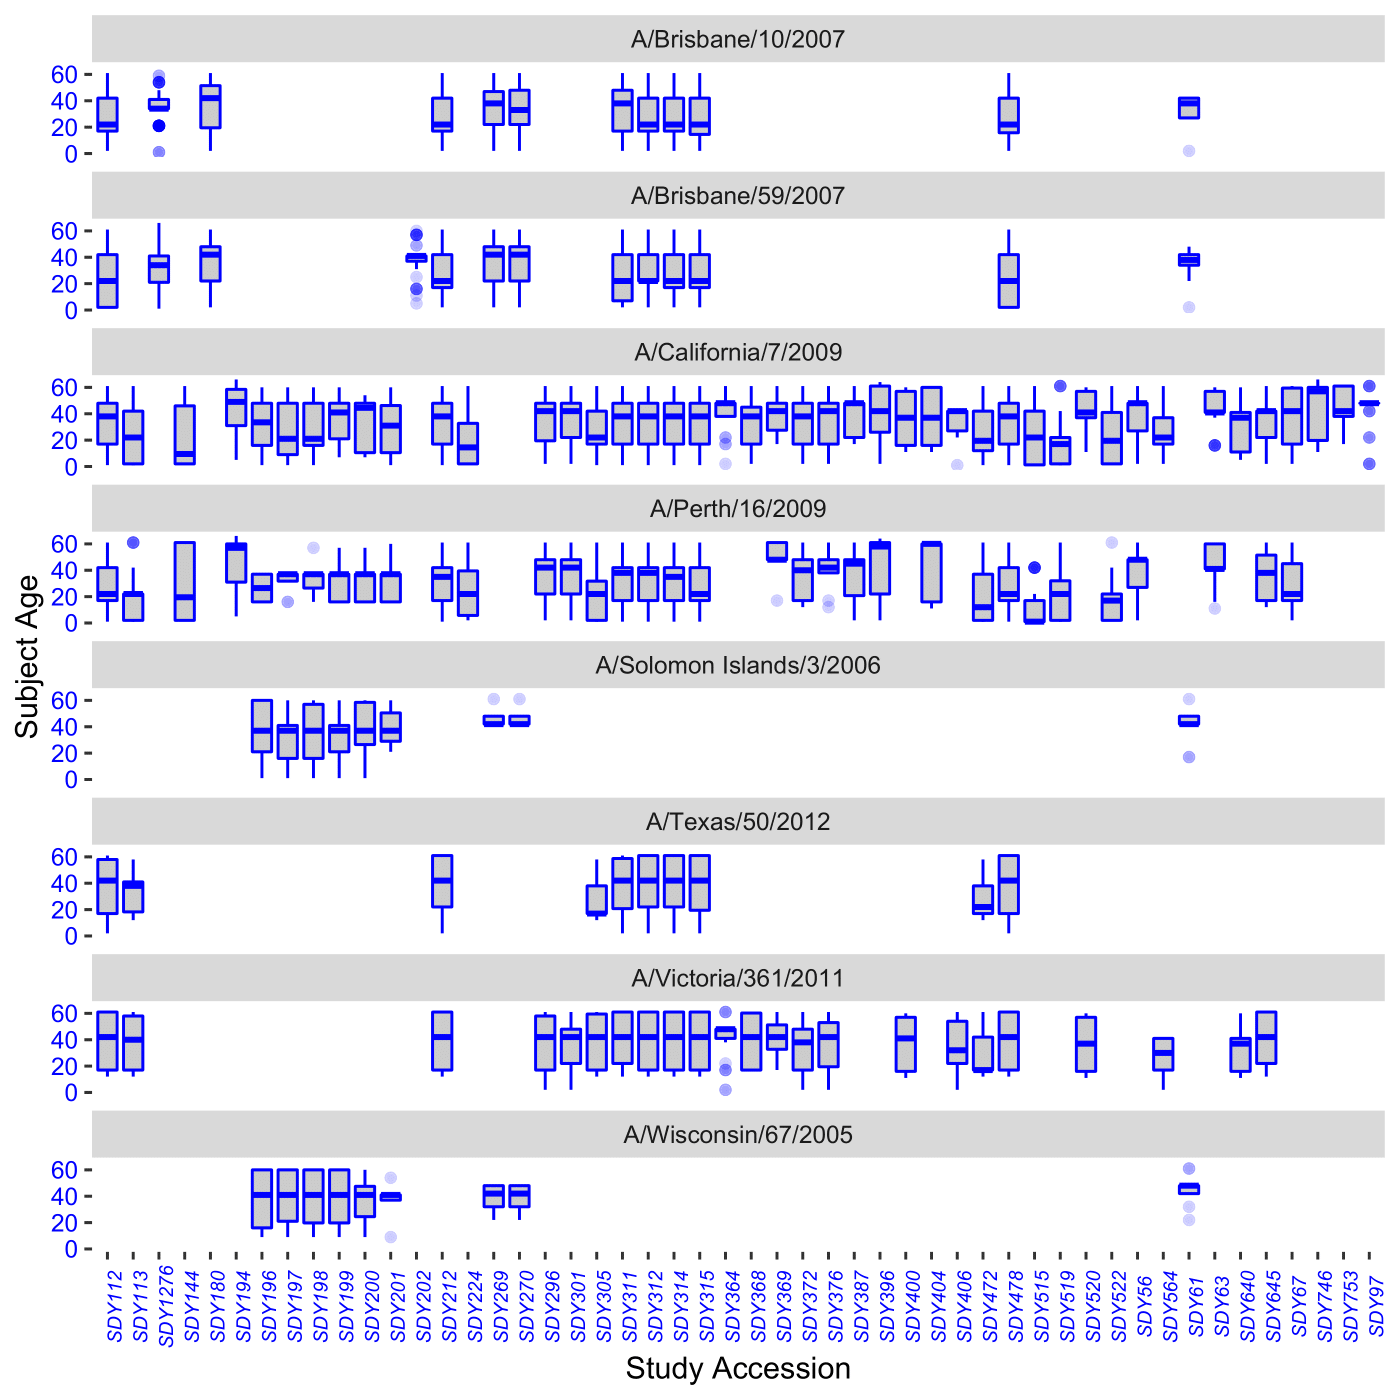 A/Brisbane/10/2007
60
40
20
0
A/Brisbane/59/2007
60
40
20
0
A/California/7/2009
60
40
20
0
A/Perth/16/2009
60
40
20
0
A/Solomon Islands/3/2006
60
40
20
0
A/Texas/50/2012
60
40
20
0
A/Victoria/361/2011
60
40
20
0
A/Wisconsin/67/2005
60
40
20
0
Subject Age
SDY112
SDY113
SDY1276
SDY144
SDY180
SDY194
SDY196
SDY197
SDY198
SDY199
SDY200
SDY201
SDY202
SDY212
SDY224
SDY269
SDY270
SDY296
SDY301
SDY305
SDY311
SDY312
SDY314
SDY315
SDY364
SDY368
SDY369
SDY372
SDY376
SDY387
SDY396
SDY400
SDY404
SDY406
SDY472
SDY478
SDY515
SDY519
SDY520
SDY522
SDY56
SDY564
SDY61
SDY63
SDY640
SDY645
SDY67
SDY746
SDY753
SDY97
Study Accession